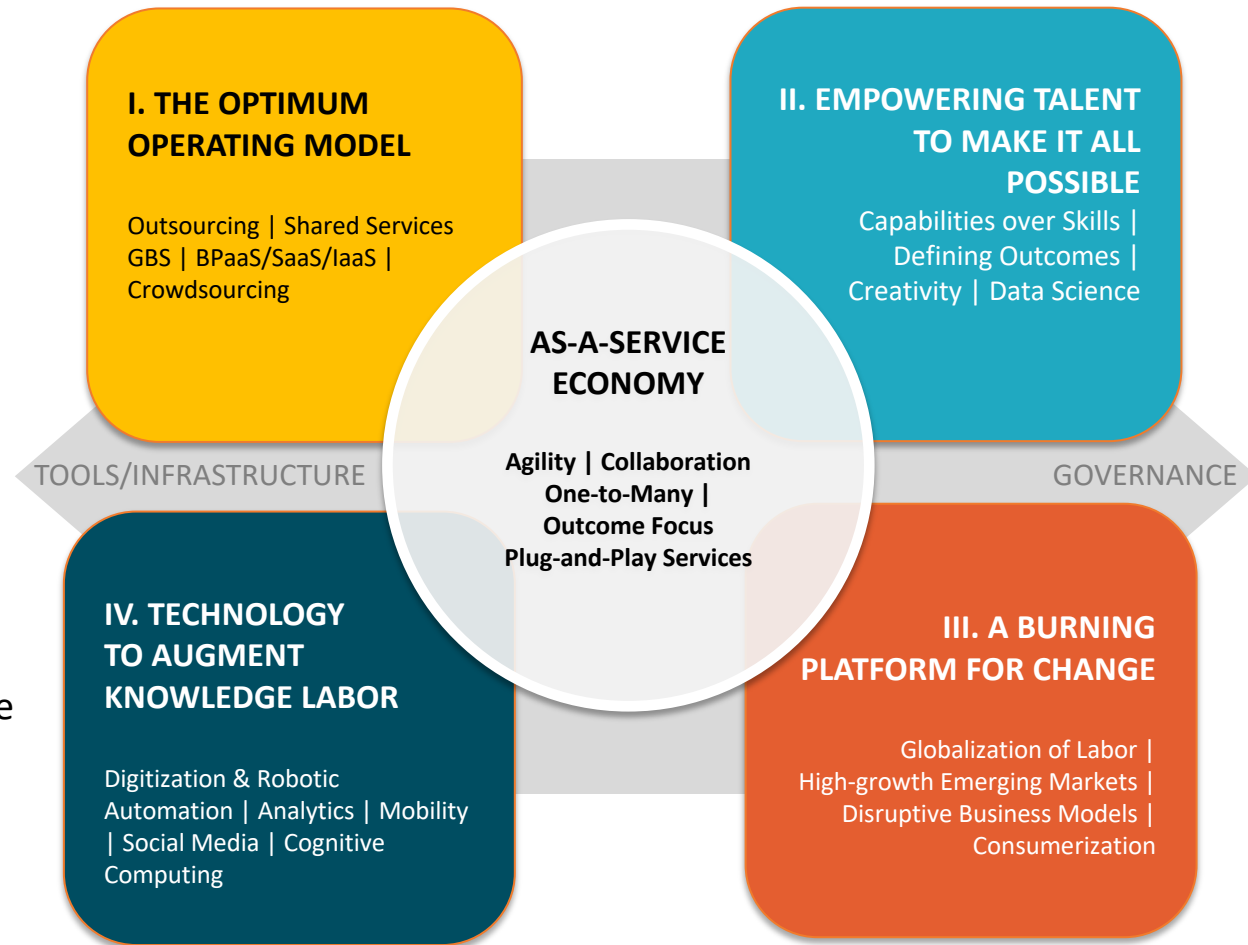 I. THE OPTIMUM
OPERATING MODEL
Outsourcing | Shared Services
GBS | BPaaS/SaaS/IaaS |
Crowdsourcing
II. EMPOWERING TALENT
TO MAKE IT ALL
POSSIBLE
Capabilities over Skills |
Defining Outcomes |
Creativity | Data Science
AS-A-SERVICE
ECONOMY
Agility | Collaboration
One-to-Many |
Outcome Focus
Plug-and-Play Services
TOOLS/INFRASTRUCTURE
GOVERNANCE
IV. TECHNOLOGY
TO AUGMENT
KNOWLEDGE LABOR
Digitization & Robotic
Automation | Analytics | Mobility
| Social Media | Cognitive
Computing
III. A BURNING
PLATFORM FOR CHANGE
Globalization of Labor |
High-growth Emerging Markets |
Disruptive Business Models |
Consumerization